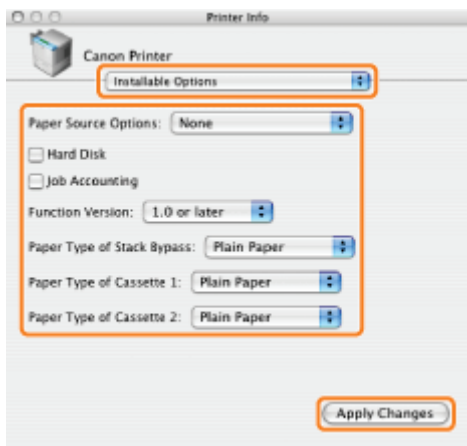 Printer Info
Canon Printer
Installable Options
Paper Source Options: None
Hard Disk
Job Accounting
Function Version: 1.0 or later
Paper Type of Stack Bypass: Plain Paper
Paper Type of Cassette 1: Plain Paper
Paper Type of Cassette 2: Plain Paper
Apply Changes